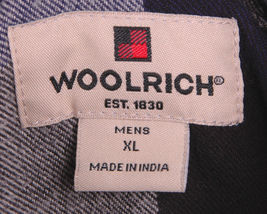 WOOLRICH®
EST. 1830
MENS
XL
MADE IN INDIA